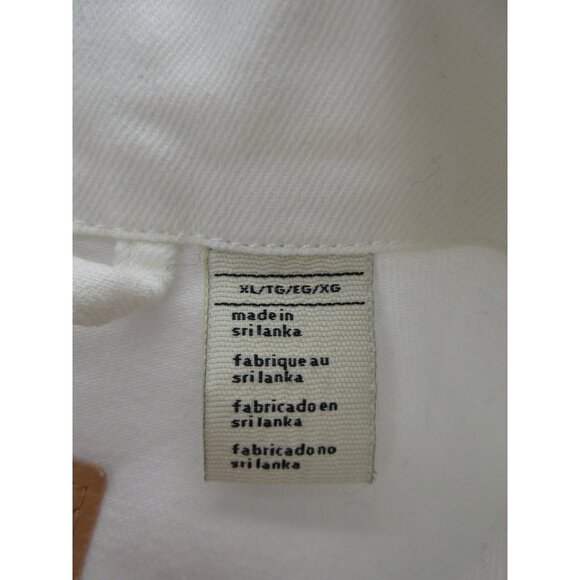 XL/TG/EG/XG
made in
sri lanka
fabrique au
sri lanka
fabricado en
sri lanka
fabricado no
sri lanka